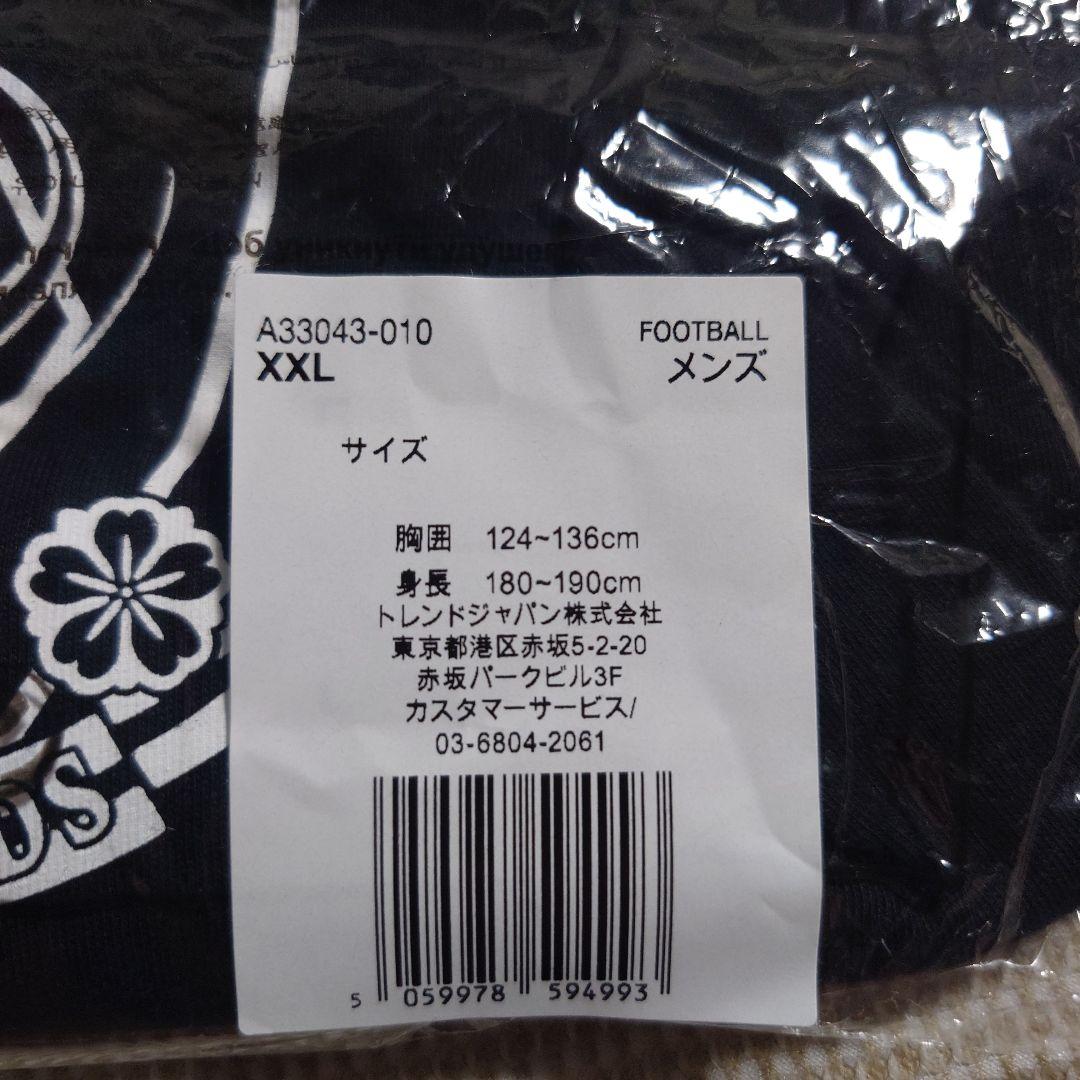 уникнути удушення
A33043-010
FOOTBALL
XXL
メンズ
サイズ
胸囲 124~136cm
身長 180~190cm
トレンドジャパン株式会社
東京都港区赤坂5-2-20
赤坂パークビル3F
カスタマーサービス/
03-6804-2061
5 059978 594993
DS